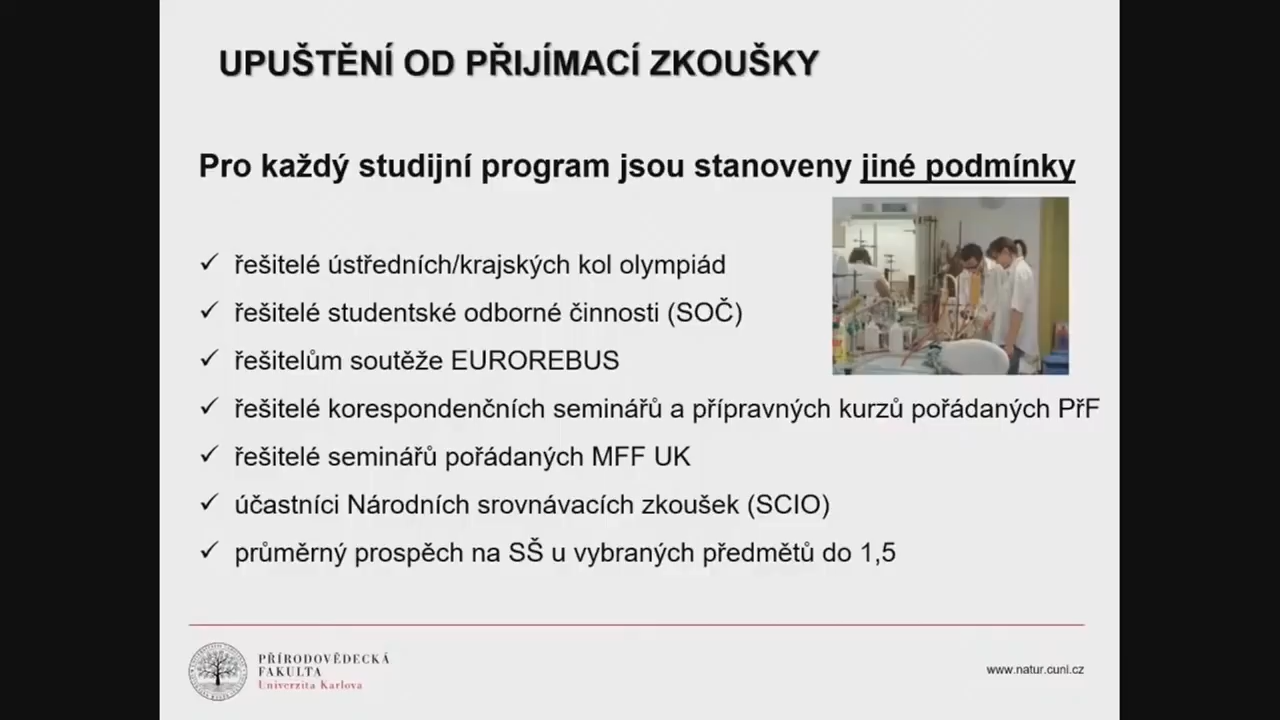 UPUŠTĚNÍ OD PŘIJÍMACÍ ZKOUŠKY
Pro každý studijní program jsou stanoveny jiné podmínky
✓ řešitelé ústředních/krajských kol olympiád
✓ řešitelé studentské odborné činnosti (SOČ)
✓ řešitelům soutěže EUROREBUS
✓ řešitelé korespondenčních seminářů a přípravných kurzů pořádaných PřF
✓ řešitelé seminářů pořádaných MFF UK
✓ účastníci Národních srovnávacích zkoušek (SCIO)
✓ průměrný prospěch na SŠ u vybraných předmětů do 1,5
PŘÍRODOVĚDECKÁ
FAKULTA
Univerzita Karlova
www.natur.cuni.cz